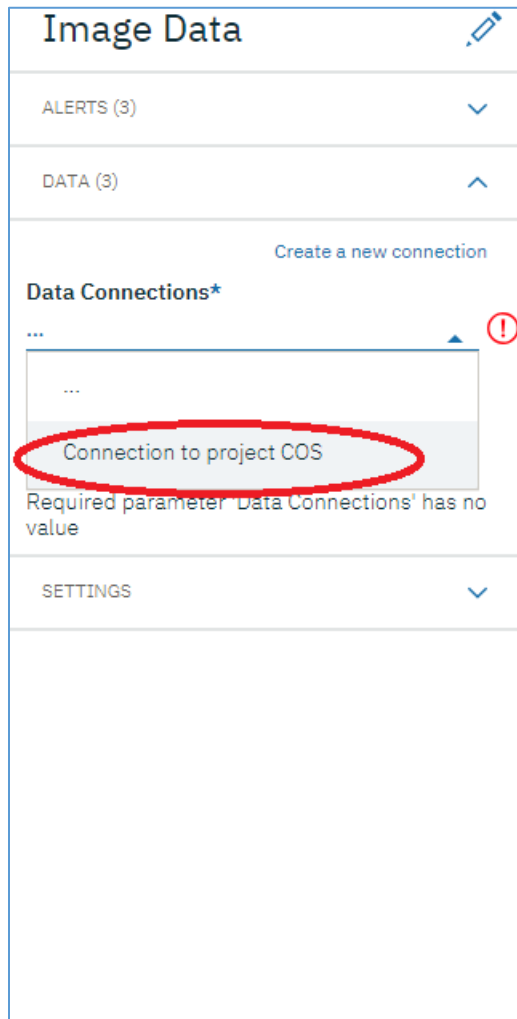 Image Data
ALERTS (3)
DATA (3)
Create a new connection
Data Connections*
...
...
Connection to project COS
Required parameter 'Data Connections' has no
value
SETTINGS